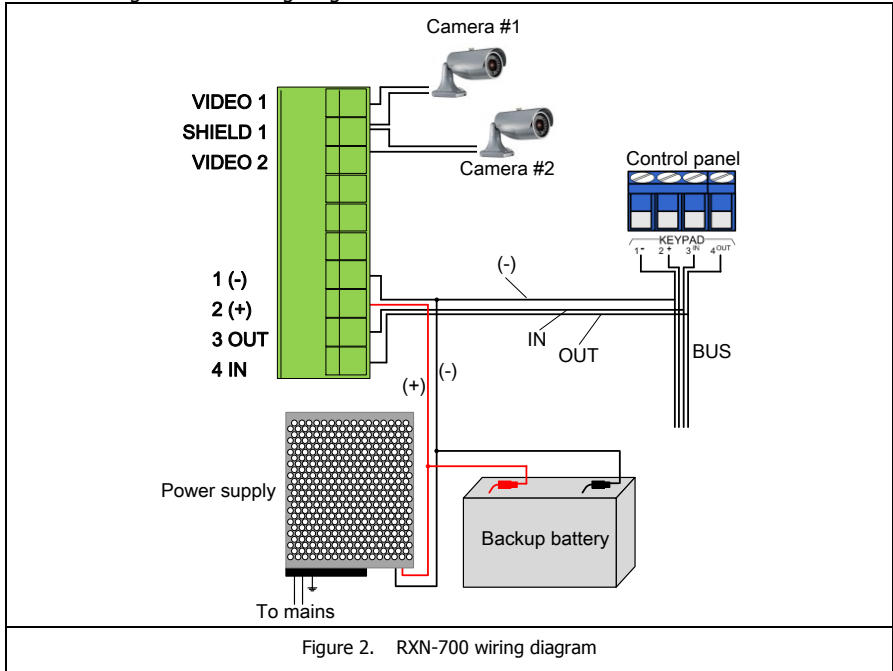 Camera #1
VIDEO 1
SHIELD 1
VIDEO 2
Camera #2
Control panel
KEYPAD
1 - 2 + 3 IN 4 OUT
1 (-)
2 (+)
3 OUT
4 IN
(-)
IN
OUT
BUS
(+)
(-)
Power supply
Backup battery
To mains
Figure 2. RXN-700 wiring diagram